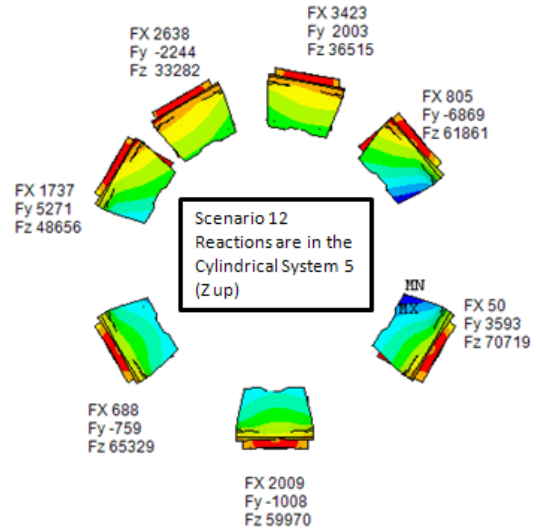 FX 3423
Fy 2003
Fz 36515
FX 2638
Fy -2244
Fz 33282
FX 805
Fy -6869
Fz 61861
FX 1737
Fy 5271
Fz 48656
Scenario 12
Reactions are in the
Cylindrical System 5
(Z up)
MN
MX
FX 50
Fy 3593
Fz 70719
FX 688
Fy -759
Fz 65329
FX 2009
Fy -1008
Fz 59970